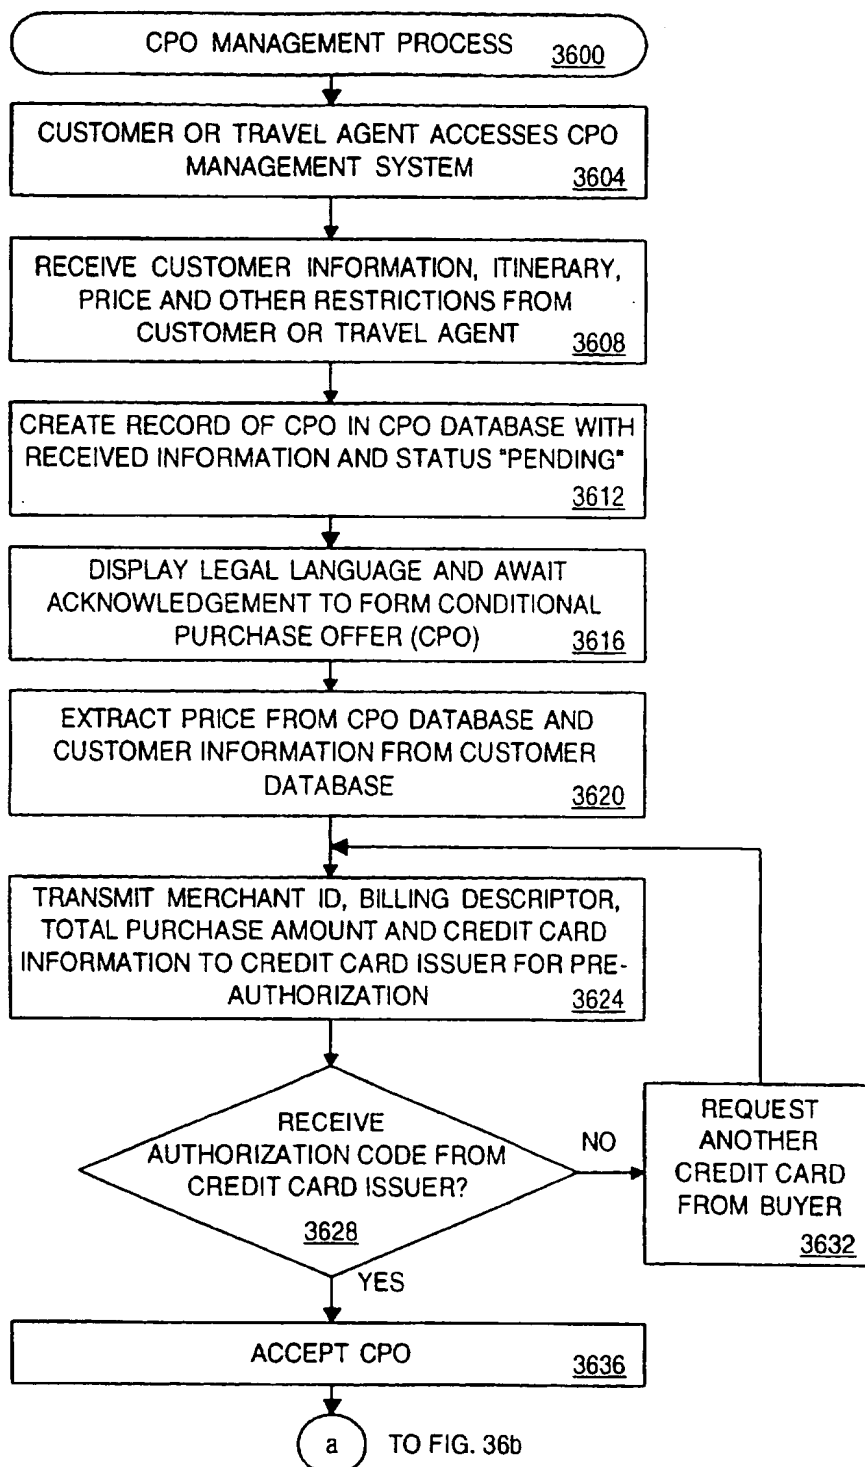 CPO MANAGEMENT PROCESS 3600
CUSTOMER OR TRAVEL AGENT ACCESSES CPO
MANAGEMENT SYSTEM 3604
RECEIVE CUSTOMER INFORMATION, ITINERARY,
PRICE AND OTHER RESTRICTIONS FROM
CUSTOMER OR TRAVEL AGENT 3608
CREATE RECORD OF CPO IN CPO DATABASE WITH
RECEIVED INFORMATION AND STATUS "PENDING"
3612
DISPLAY LEGAL LANGUAGE AND AWAIT
ACKNOWLEDGEMENT TO FORM CONDITIONAL
PURCHASE OFFER (CPO) 3616
EXTRACT PRICE FROM CPO DATABASE AND
CUSTOMER INFORMATION FROM CUSTOMER
DATABASE 3620
TRANSMIT MERCHANT ID, BILLING DESCRIPTOR,
TOTAL PURCHASE AMOUNT AND CREDIT CARD
INFORMATION TO CREDIT CARD ISSUER FOR PRE-
AUTHORIZATION 3624
RECEIVE
AUTHORIZATION CODE FROM
CREDIT CARD ISSUER?
3628
NO
REQUEST
ANOTHER
CREDIT CARD
FROM BUYER
3632
YES
ACCEPT CPO 3636
a TO FIG. 36b